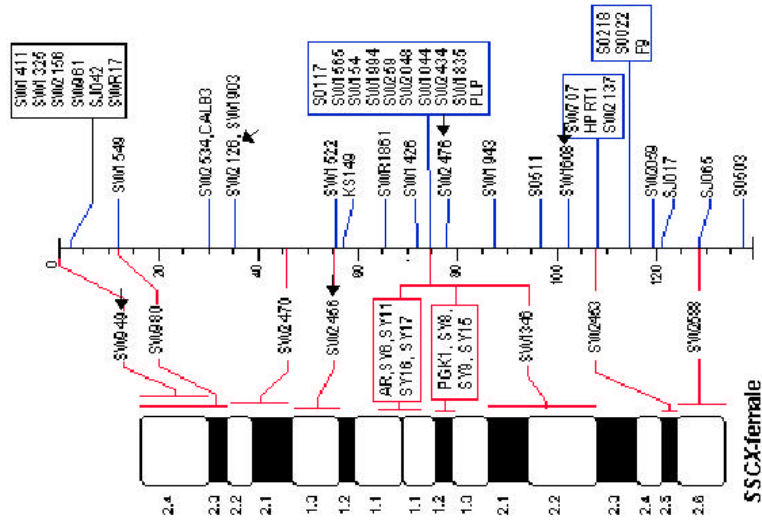 SW1411
SW1325
SW2156
SW961
SJ042
SWR17
SW1549
SW2534,CALB3
SW2126, SW1903
SW1522
KS149
SWR1861
SW1426
S0117
SW1565
SW154
SW1994
SW259
SW2048
SW1044
SW2434
SW1835
PLP
SW2476
SW1943
S0511
SW1608
SW707
HPRT1
SW2137
S0218
S0022
F9
SW2059
SJ017
SJ065
S0503
0
20
40
60
80
100
120
SW949
SW980
SW2470
SW2456
AR,SY6,SY11
SY16, SY17
PGK1, SY8,
SY9, SY15
SW1346
SW2453
SW2588
2.4
2.3
2.2
2.1
1.3
1.2
1.1
1.1
1.2
1.3
2.1
2.2
2.3
2.4
2.5
2.6
SSCX-female